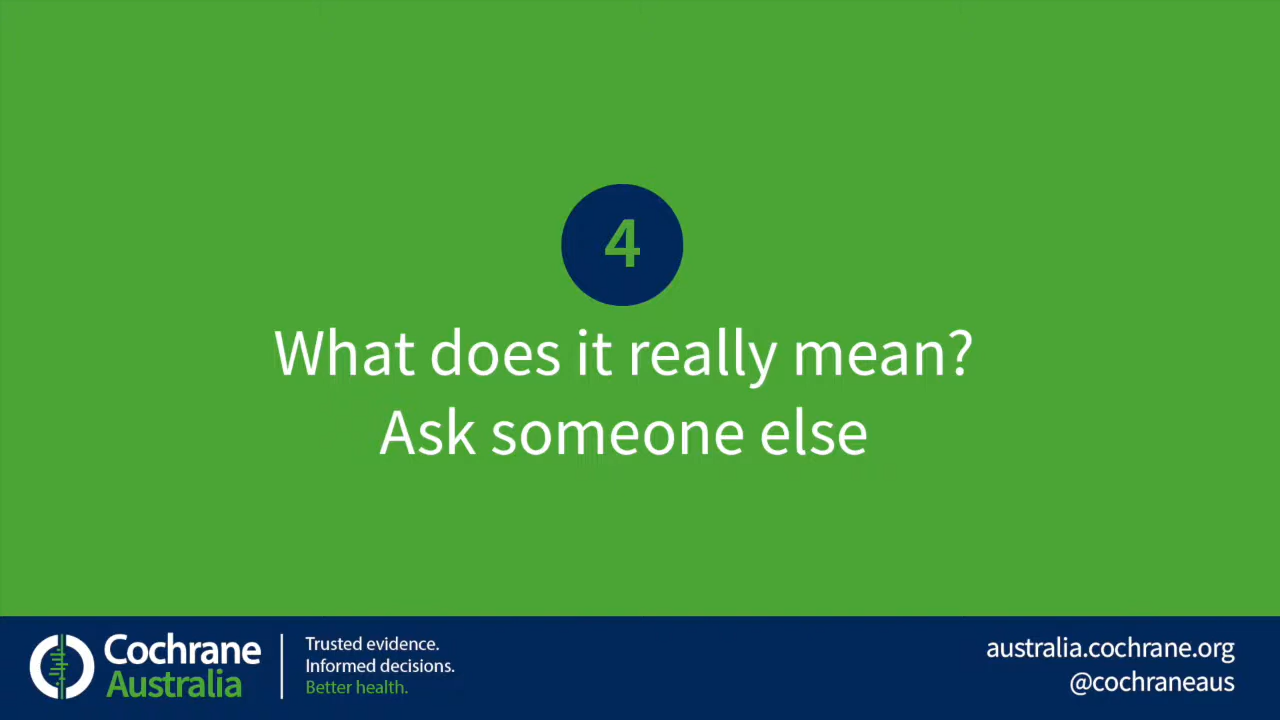 4
What does it really mean?
Ask someone else
Cochrane
Australia
Trusted evidence.
Informed decisions.
Better health.
australia.cochrane.org
@cochraneaus